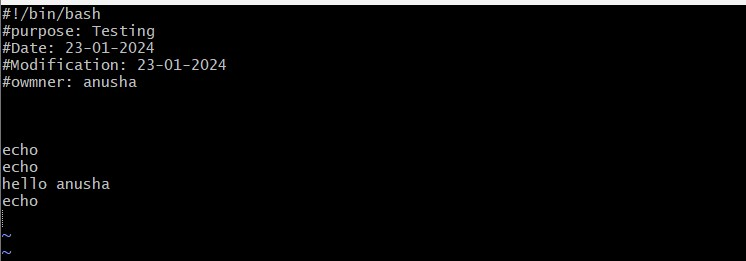 #!/bin/bash
#purpose: Testing
#Date: 23-01-2024
#Modification: 23-01-2024
#owmner: anusha
echo
echo
hello anusha
echo
~
~